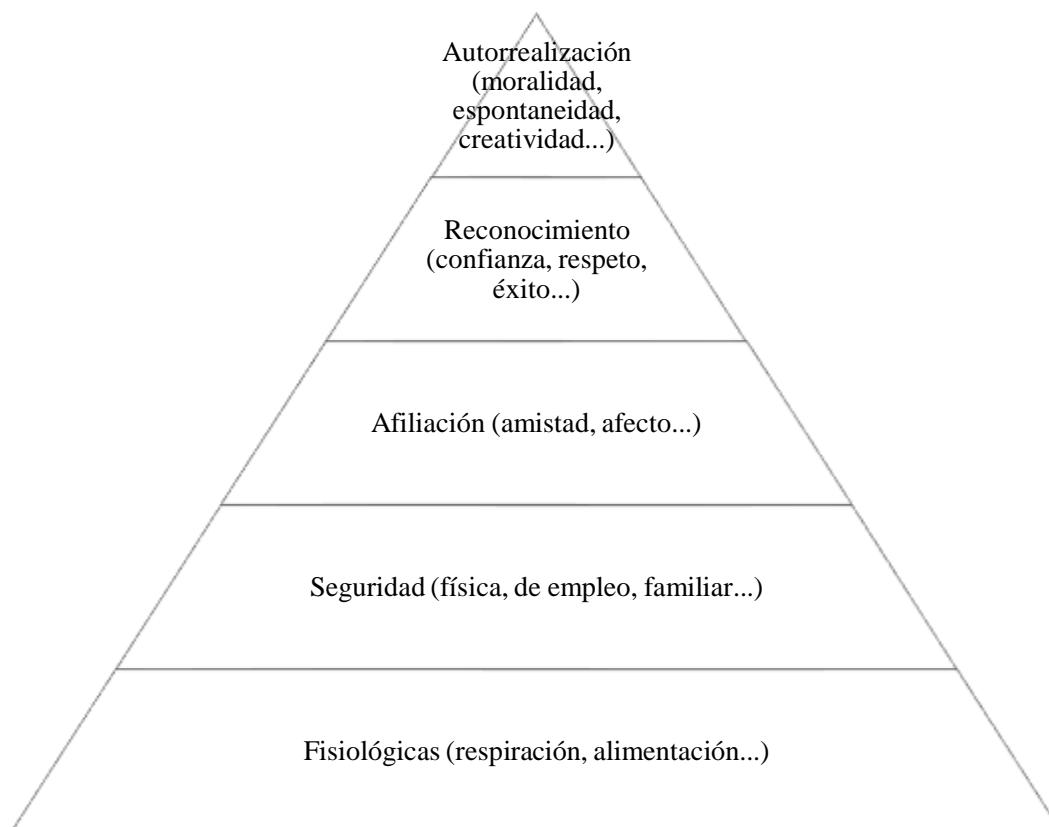 Autorrealización
(moralidad,
espontaneidad,
creatividad...)
Reconocimiento
(confianza, respeto,
éxito...)
Afiliación (amistad, afecto...)
Seguridad (física, de empleo, familiar...)
Fisiológicas (respiración, alimentación...)